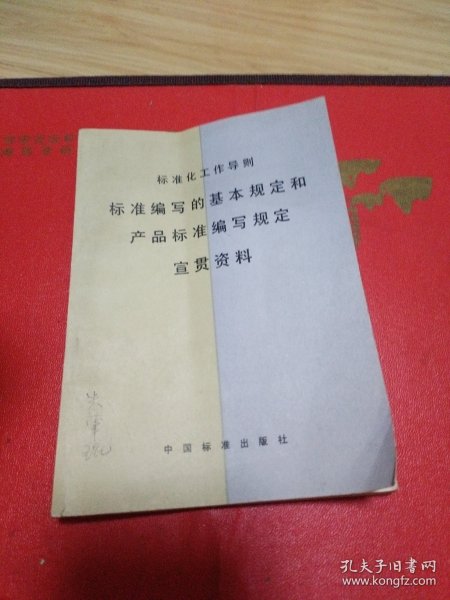 标准化工作导则
标准编写的基本规定和
产品标准编写规定
宣贯资料
中国标准出版社
孔夫子旧书网
www.kongfz.com